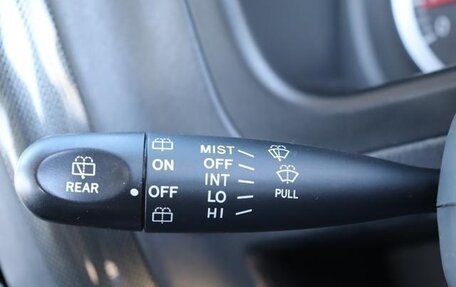 REAR
ON
OFF
MIST
OFF
INT
LO
HI
PULL